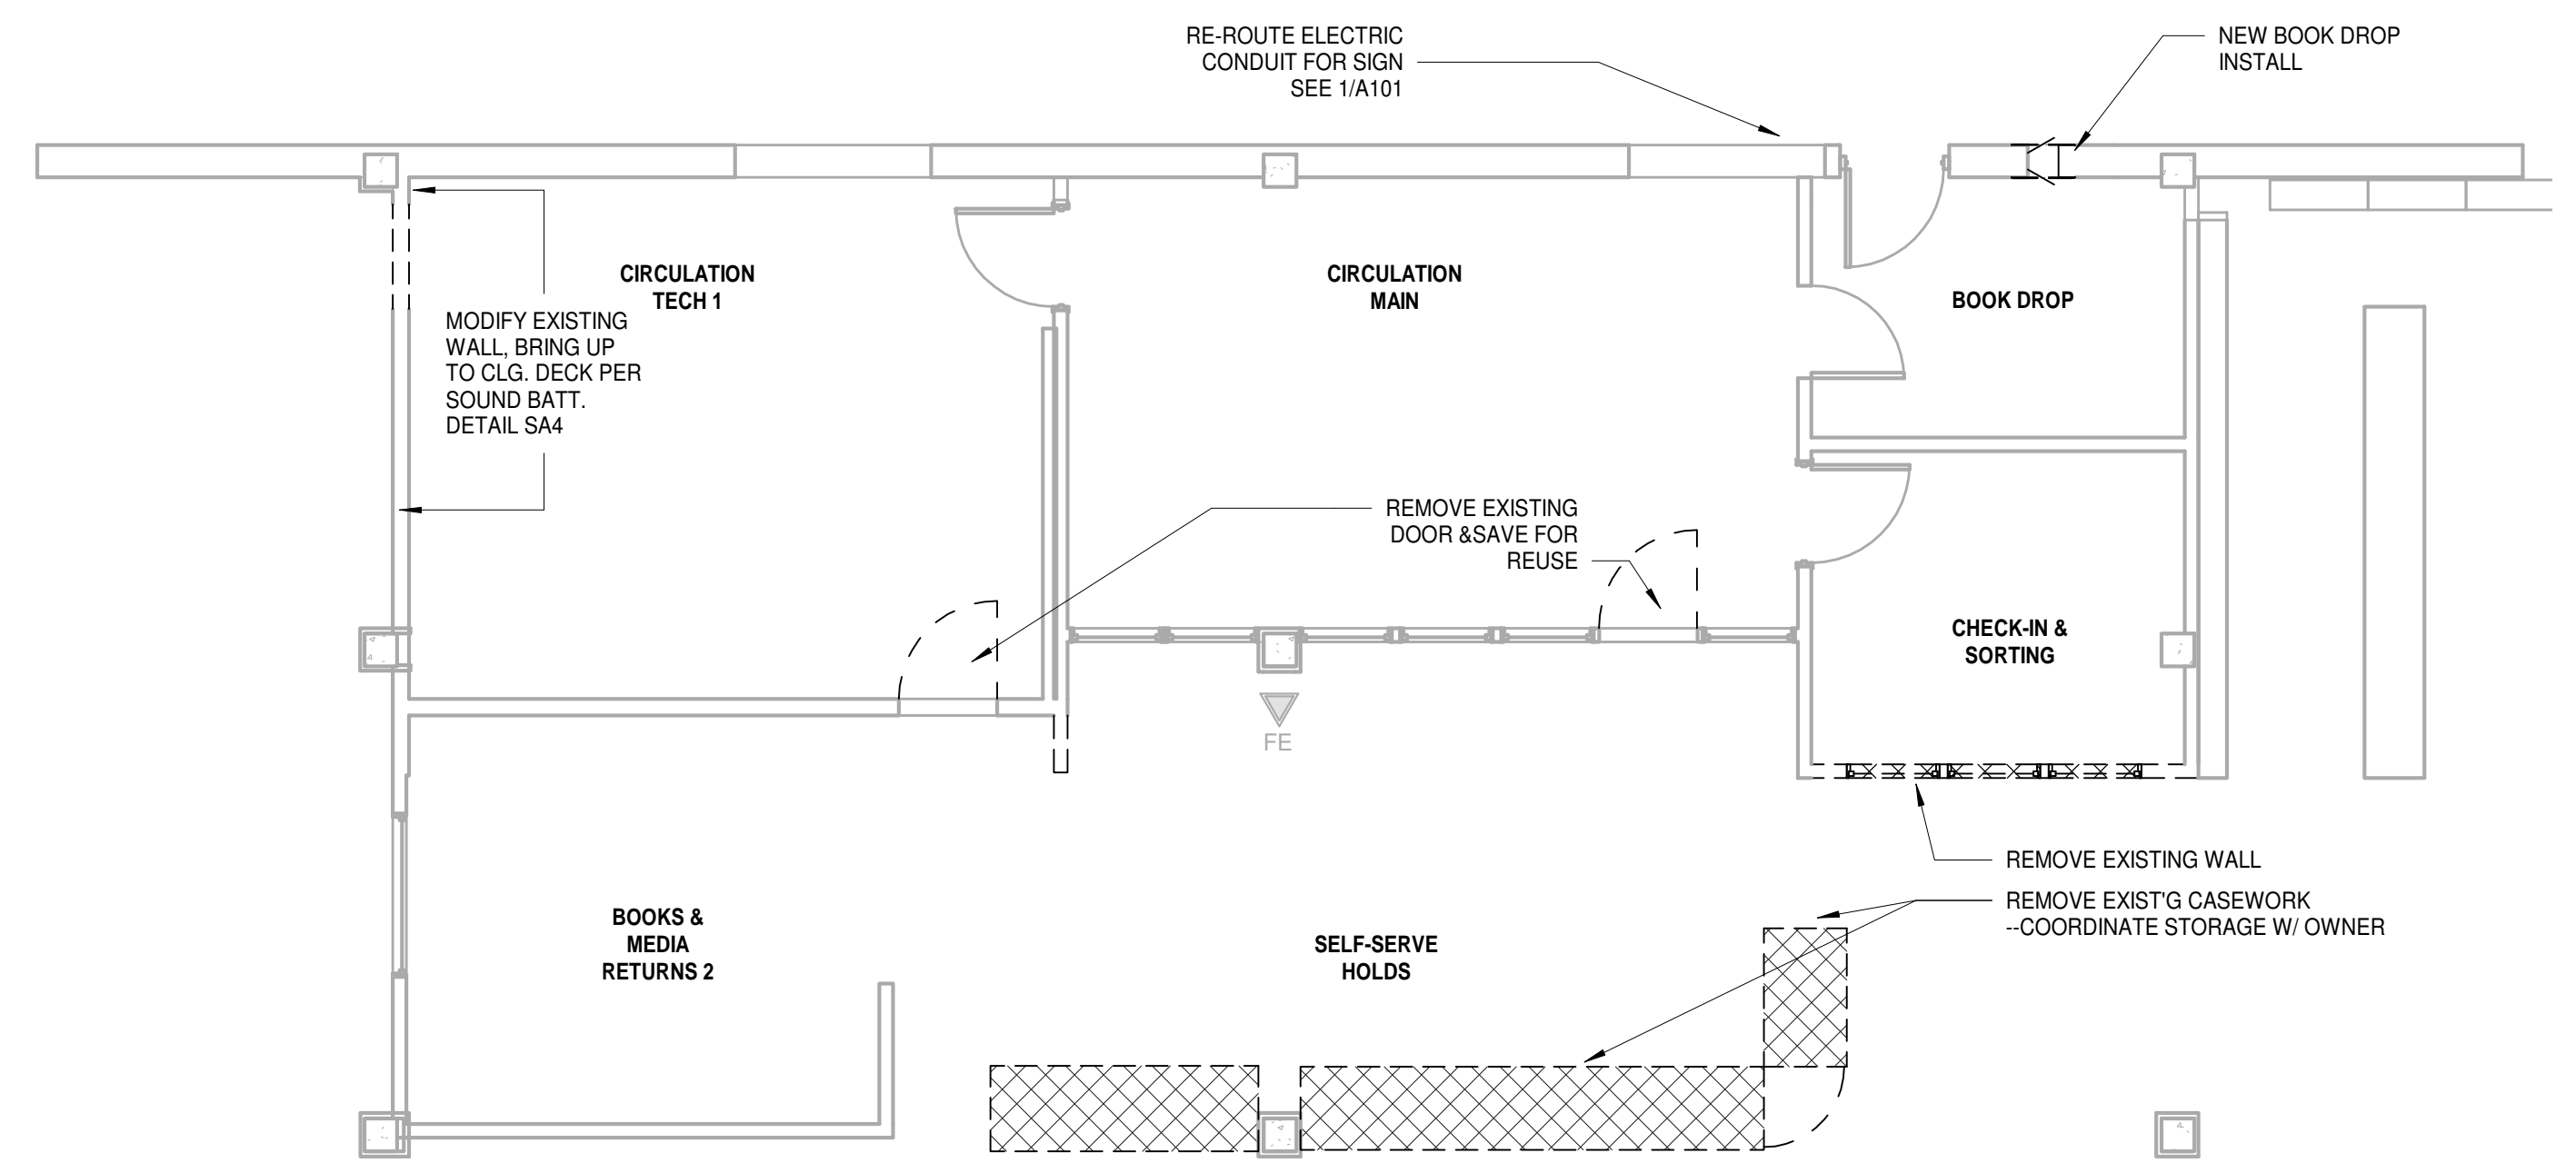 RE-ROUTE ELECTRIC
CONDUIT FOR SIGN
SEE 1/A101
NEW BOOK DROP
INSTALL
CIRCULATION
TECH 1
CIRCULATION
MAIN
BOOK DROP
MODIFY EXISTING
WALL, BRING UP
TO CLG. DECK PER
SOUND BATT.
DETAIL SA4
REMOVE EXISTING
DOOR &SAVE FOR
REUSE
CHECK-IN &
SORTING
FE
REMOVE EXISTING WALL
REMOVE EXIST'G CASEWORK
--COORDINATE STORAGE W/ OWNER
BOOKS &
MEDIA
RETURNS 2
SELF-SERVE
HOLDS